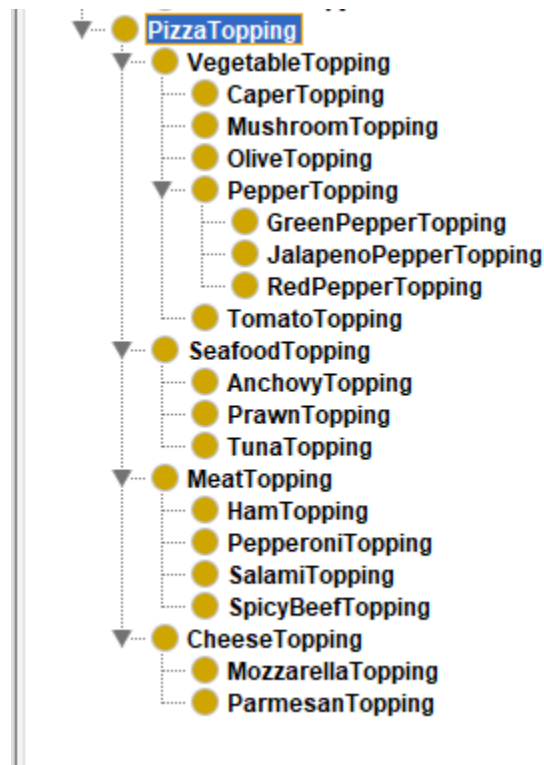 PizzaTopping
VegetableTopping
CaperTopping
MushroomTopping
OliveTopping
PepperTopping
GreenPepperTopping
JalapenoPepperTopping
RedPepperTopping
TomatoTopping
SeafoodTopping
AnchovyTopping
PrawnTopping
TunaTopping
MeatTopping
HamTopping
PepperoniTopping
SalamiTopping
SpicyBeefTopping
CheeseTopping
MozzarellaTopping
ParmesanTopping